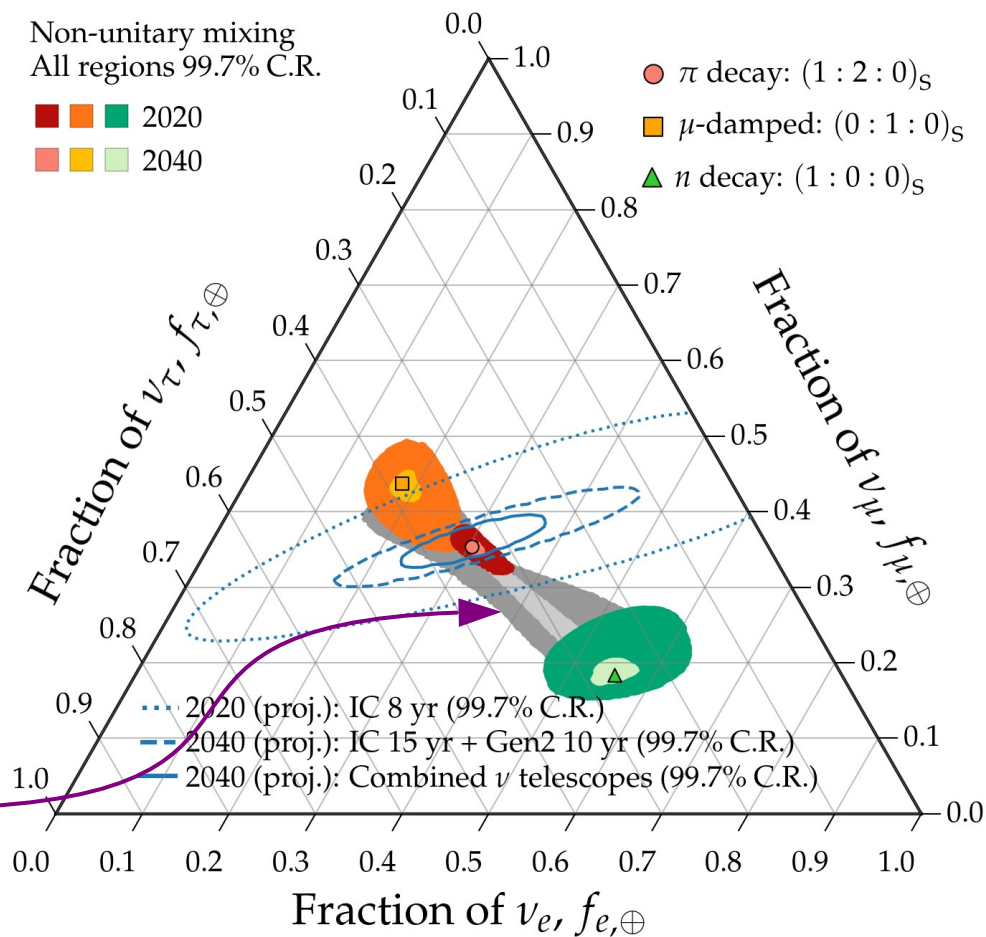 Non-unitary mixing
All regions 99.7% C.R.
2020
2040
π decay: (1 : 2 : 0)S
μ-damped: (0 : 1 : 0)S
n decay: (1 : 0 : 0)S
0.0
0.1
0.2
0.3
0.4
0.5
0.6
0.7
0.8
0.9
1.0
Fraction of ντ, fτ,⊕
1.0
0.9
0.8
0.7
0.6
0.5
0.4
0.3
0.2
0.1
0.0
Fraction of νμ, fμ,⊕
2020 (proj.): IC 8 yr (99.7% C.R.)
2040 (proj.): IC 15 yr + Gen2 10 yr (99.7% C.R.)
2040 (proj.): Combined ν telescopes (99.7% C.R.)
0.0 0.1 0.2 0.3 0.4 0.5 0.6 0.7 0.8 0.9 1.0
Fraction of νe, fe,⊕